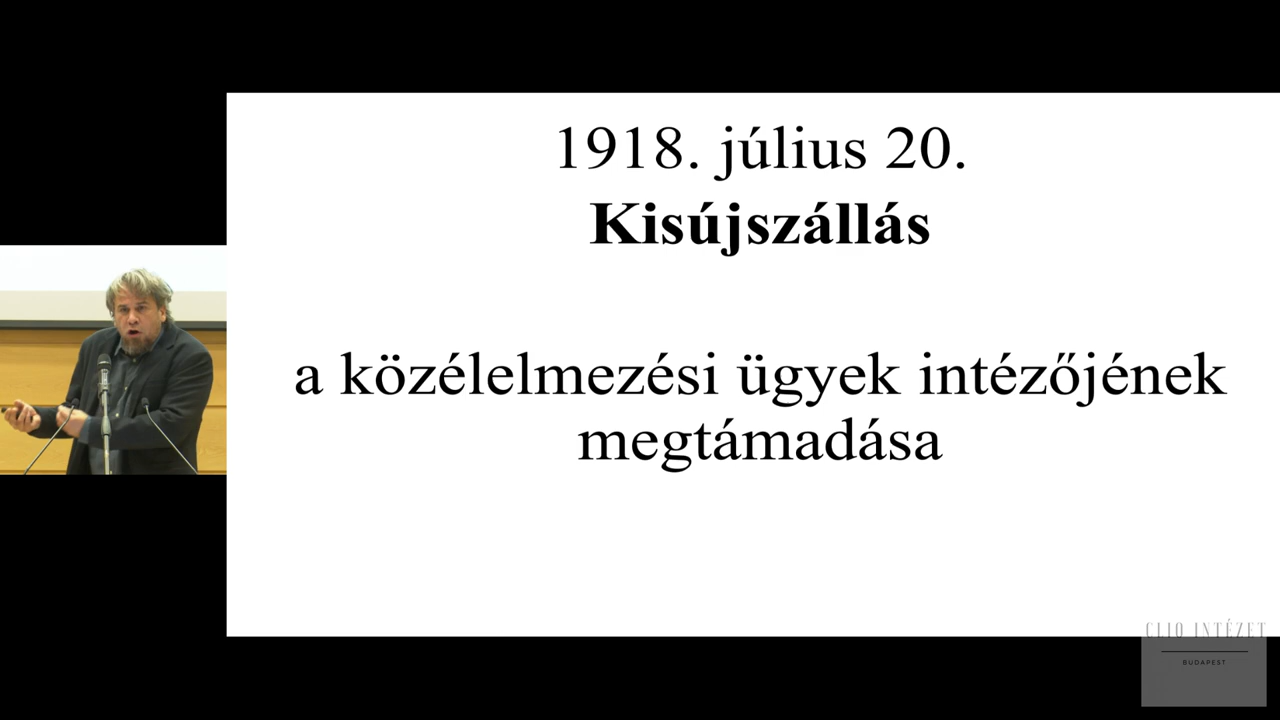 1918. július 20.
Kisújszállás
a közélelmezési ügyek intézőjének
megtámadása
CLIO INTÉZET
BUDAPEST